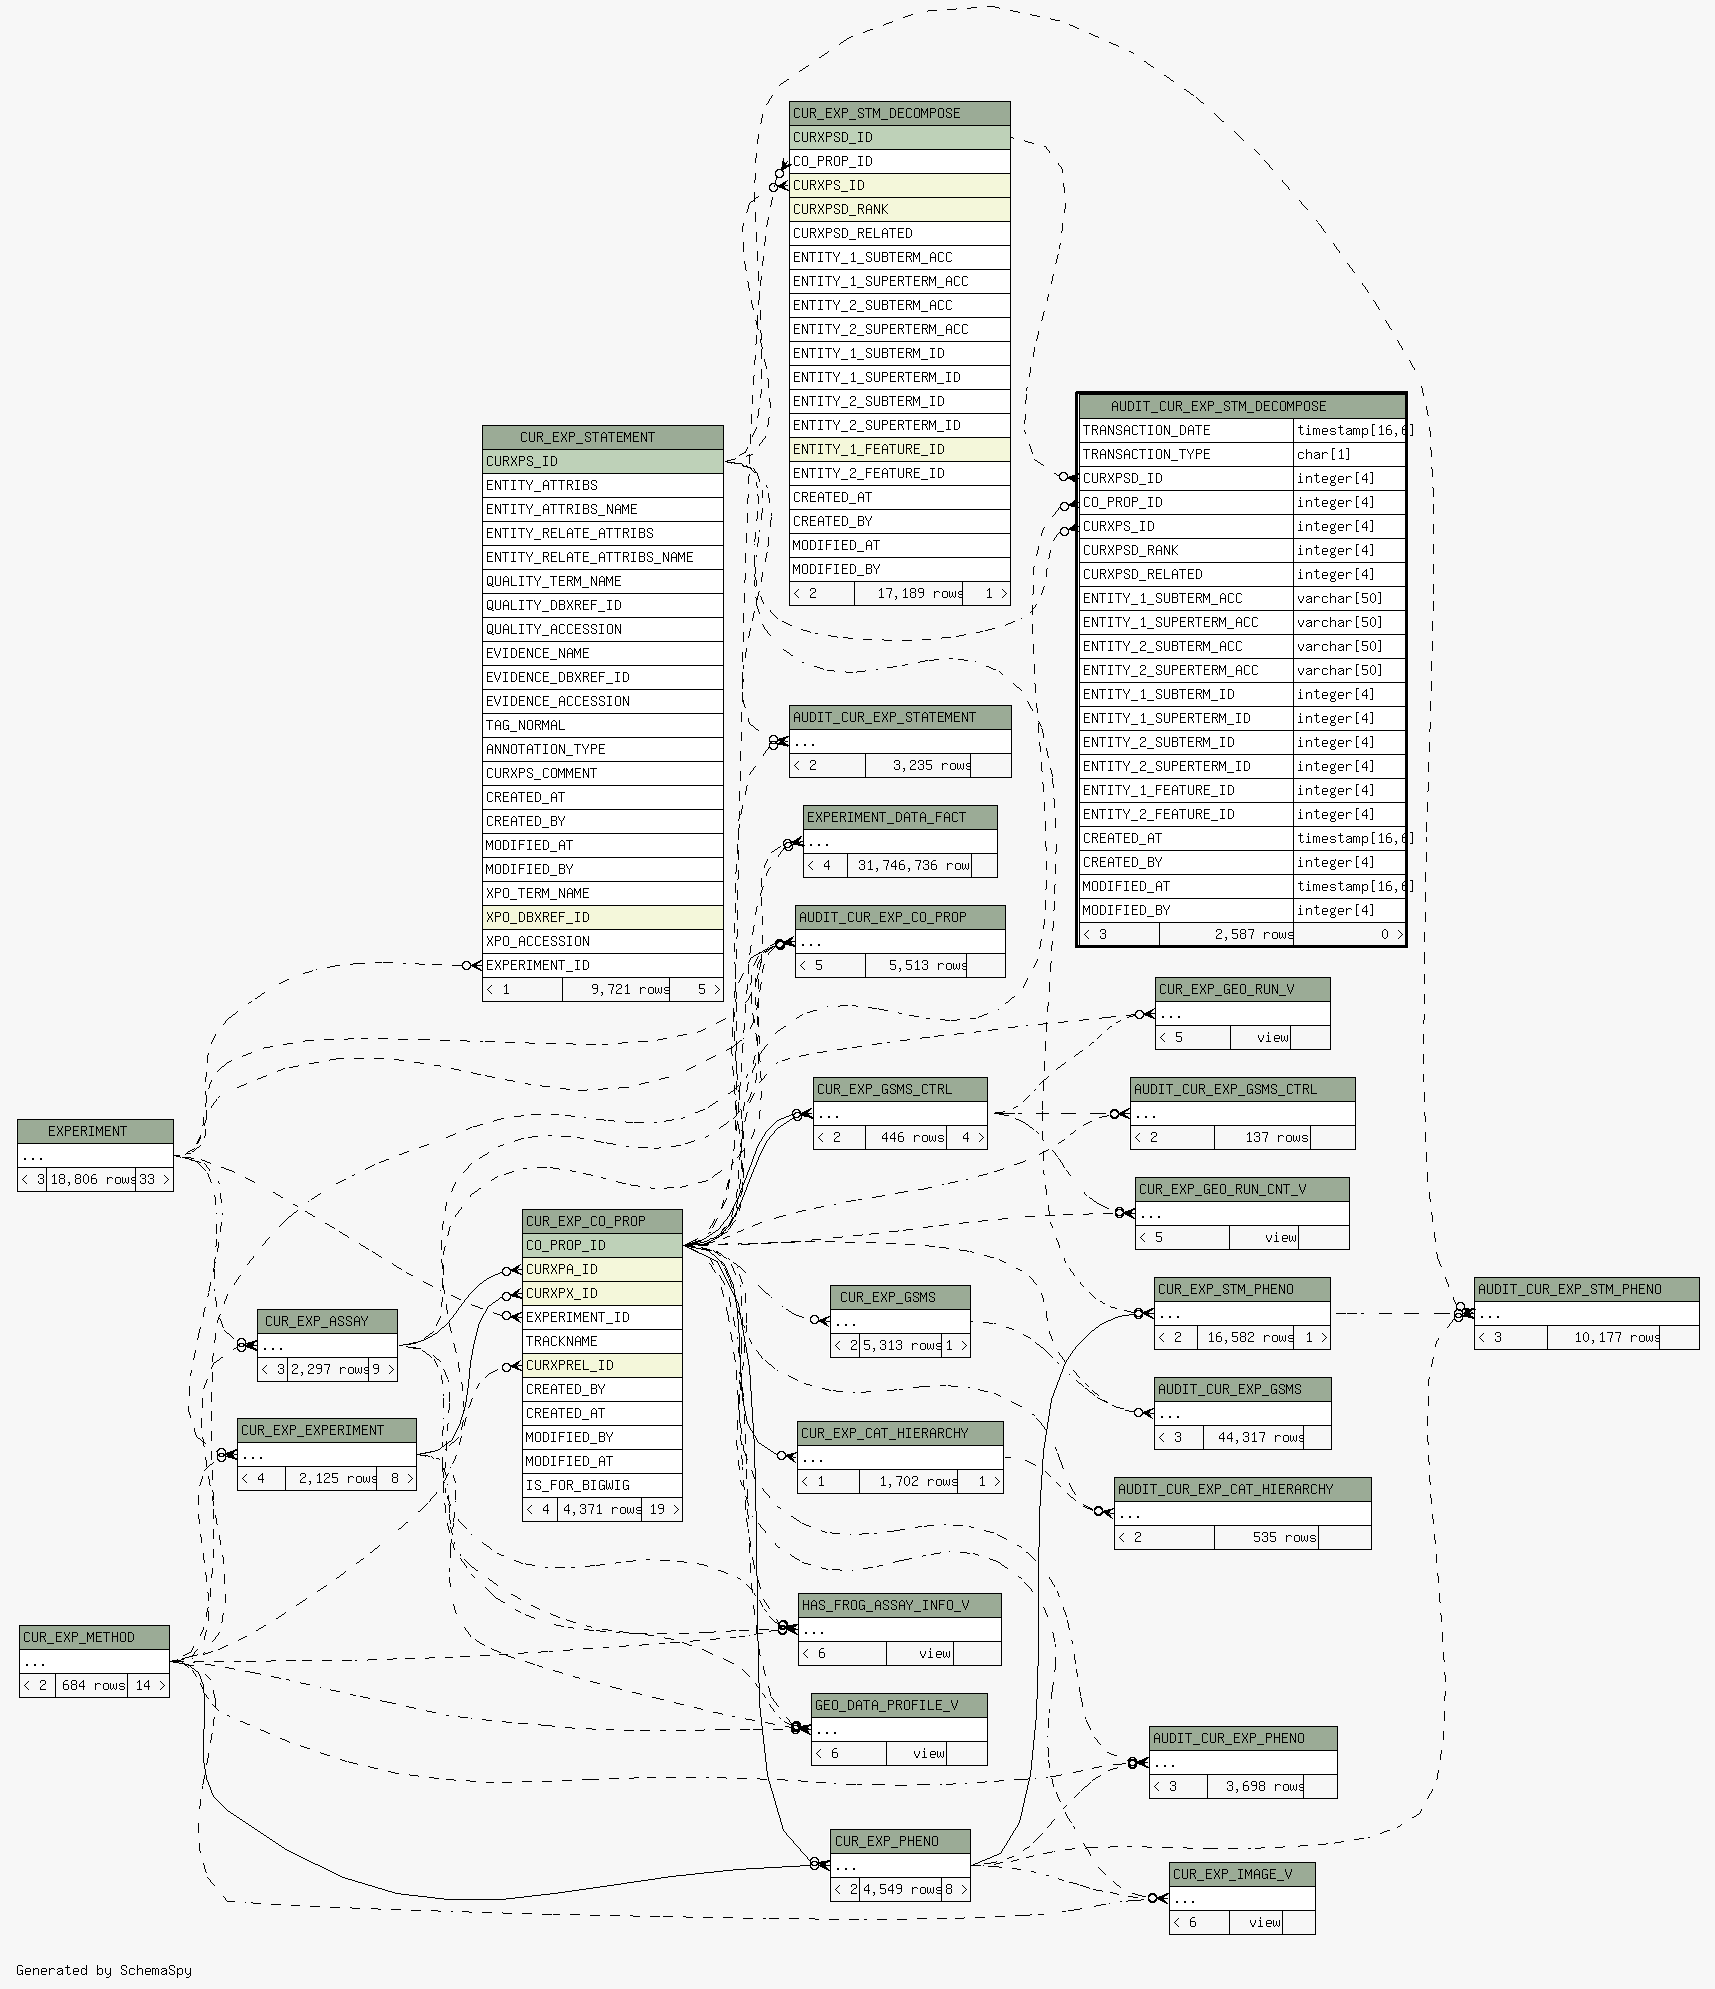 CUR_EXP_STM_DECOMPOSE
CURXPSD_ID
CO_PROP_ID
CURXPS_ID
CURXPSD_RANK
CURXPSD_RELATED
ENTITY_1_SUBTERM_ACC
ENTITY_1_SUPERTERM_ACC
ENTITY_2_SUBTERM_ACC
ENTITY_2_SUPERTERM_ACC
ENTITY_1_SUBTERM_ID
ENTITY_1_SUPERTERM_ID
ENTITY_2_SUBTERM_ID
ENTITY_2_SUPERTERM_ID
ENTITY_1_FEATURE_ID
ENTITY_2_FEATURE_ID
CREATED_AT
CREATED_BY
MODIFIED_AT
MODIFIED_BY
< 2 17,189 rows 1 >
AUDIT_CUR_EXP_STM_DECOMPOSE
TRANSACTION_DATE timestamp[16,6]
TRANSACTION_TYPE char[1]
CURXPSD_ID integer[4]
CO_PROP_ID integer[4]
CURXPS_ID integer[4]
CURXPSD_RANK integer[4]
CURXPSD_RELATED integer[4]
ENTITY_1_SUBTERM_ACC varchar[50]
ENTITY_1_SUPERTERM_ACC varchar[50]
ENTITY_2_SUBTERM_ACC varchar[50]
ENTITY_2_SUPERTERM_ACC varchar[50]
ENTITY_1_SUBTERM_ID integer[4]
ENTITY_1_SUPERTERM_ID integer[4]
ENTITY_2_SUBTERM_ID integer[4]
ENTITY_2_SUPERTERM_ID integer[4]
ENTITY_1_FEATURE_ID integer[4]
ENTITY_2_FEATURE_ID integer[4]
CREATED_AT timestamp[16,6]
CREATED_BY integer[4]
MODIFIED_AT timestamp[16,6]
MODIFIED_BY integer[4]
< 3 2,587 rows 0 >
CUR_EXP_STATEMENT
CURXPS_ID
ENTITY_ATTRIBS
ENTITY_ATTRIBS_NAME
ENTITY_RELATE_ATTRIBS
ENTITY_RELATE_ATTRIBS_NAME
QUALITY_TERM_NAME
QUALITY_DBXREF_ID
QUALITY_ACCESSION
EVIDENCE_NAME
EVIDENCE_DBXREF_ID
EVIDENCE_ACCESSION
TAG_NORMAL
ANNOTATION_TYPE
CURXPS_COMMENT
CREATED_AT
CREATED_BY
MODIFIED_AT
MODIFIED_BY
XPO_TERM_NAME
XPO_DBXREF_ID
XPO_ACCESSION
EXPERIMENT_ID
< 1 9,721 rows 5 >
AUDIT_CUR_EXP_STATEMENT
...
< 2 3,235 rows
EXPERIMENT_DATA_FACT
...
< 4 31,746,736 row
AUDIT_CUR_EXP_CO_PROP
...
< 5 5,513 rows
CUR_EXP_GEO_RUN_V
...
< 5 view
CUR_EXP_GSMS_CTRL
...
< 2 446 rows 4 >
AUDIT_CUR_EXP_GSMS_CTRL
...
< 2 137 rows
EXPERIMENT
...
< 3 18,806 rows 33 >
CUR_EXP_GEO_RUN_CNT_V
...
< 5 view
CUR_EXP_CO_PROP
CO_PROP_ID
CURXPA_ID
CURXPX_ID
EXPERIMENT_ID
TRACKNAME
CURXPREL_ID
CREATED_BY
CREATED_AT
MODIFIED_BY
MODIFIED_AT
IS_FOR_BIGWIG
< 4 4,371 rows 19 >
CUR_EXP_GSMS
...
< 2 5,313 rows 1 >
CUR_EXP_STM_PHENO
...
< 2 16,582 rows 1 >
AUDIT_CUR_EXP_STM_PHENO
...
< 3 10,177 rows
CUR_EXP_ASSAY
...
< 3 2,297 rows 9 >
AUDIT_CUR_EXP_GSMS
...
< 3 44,317 rows
CUR_EXP_EXPERIMENT
...
< 4 2,125 rows 8 >
CUR_EXP_CAT_HIERARCHY
...
< 1 1,702 rows 1 >
AUDIT_CUR_EXP_CAT_HIERARCHY
...
< 2 535 rows
HAS_FROG_ASSAY_INFO_V
...
< 6 view
CUR_EXP_METHOD
...
< 2 684 rows 14 >
GEO_DATA_PROFILE_V
...
< 6 view
AUDIT_CUR_EXP_PHENO
...
< 3 3,698 rows
CUR_EXP_PHENO
...
< 2 4,549 rows 8 >
CUR_EXP_IMAGE_V
...
< 6 view
Generated by SchemaSpy